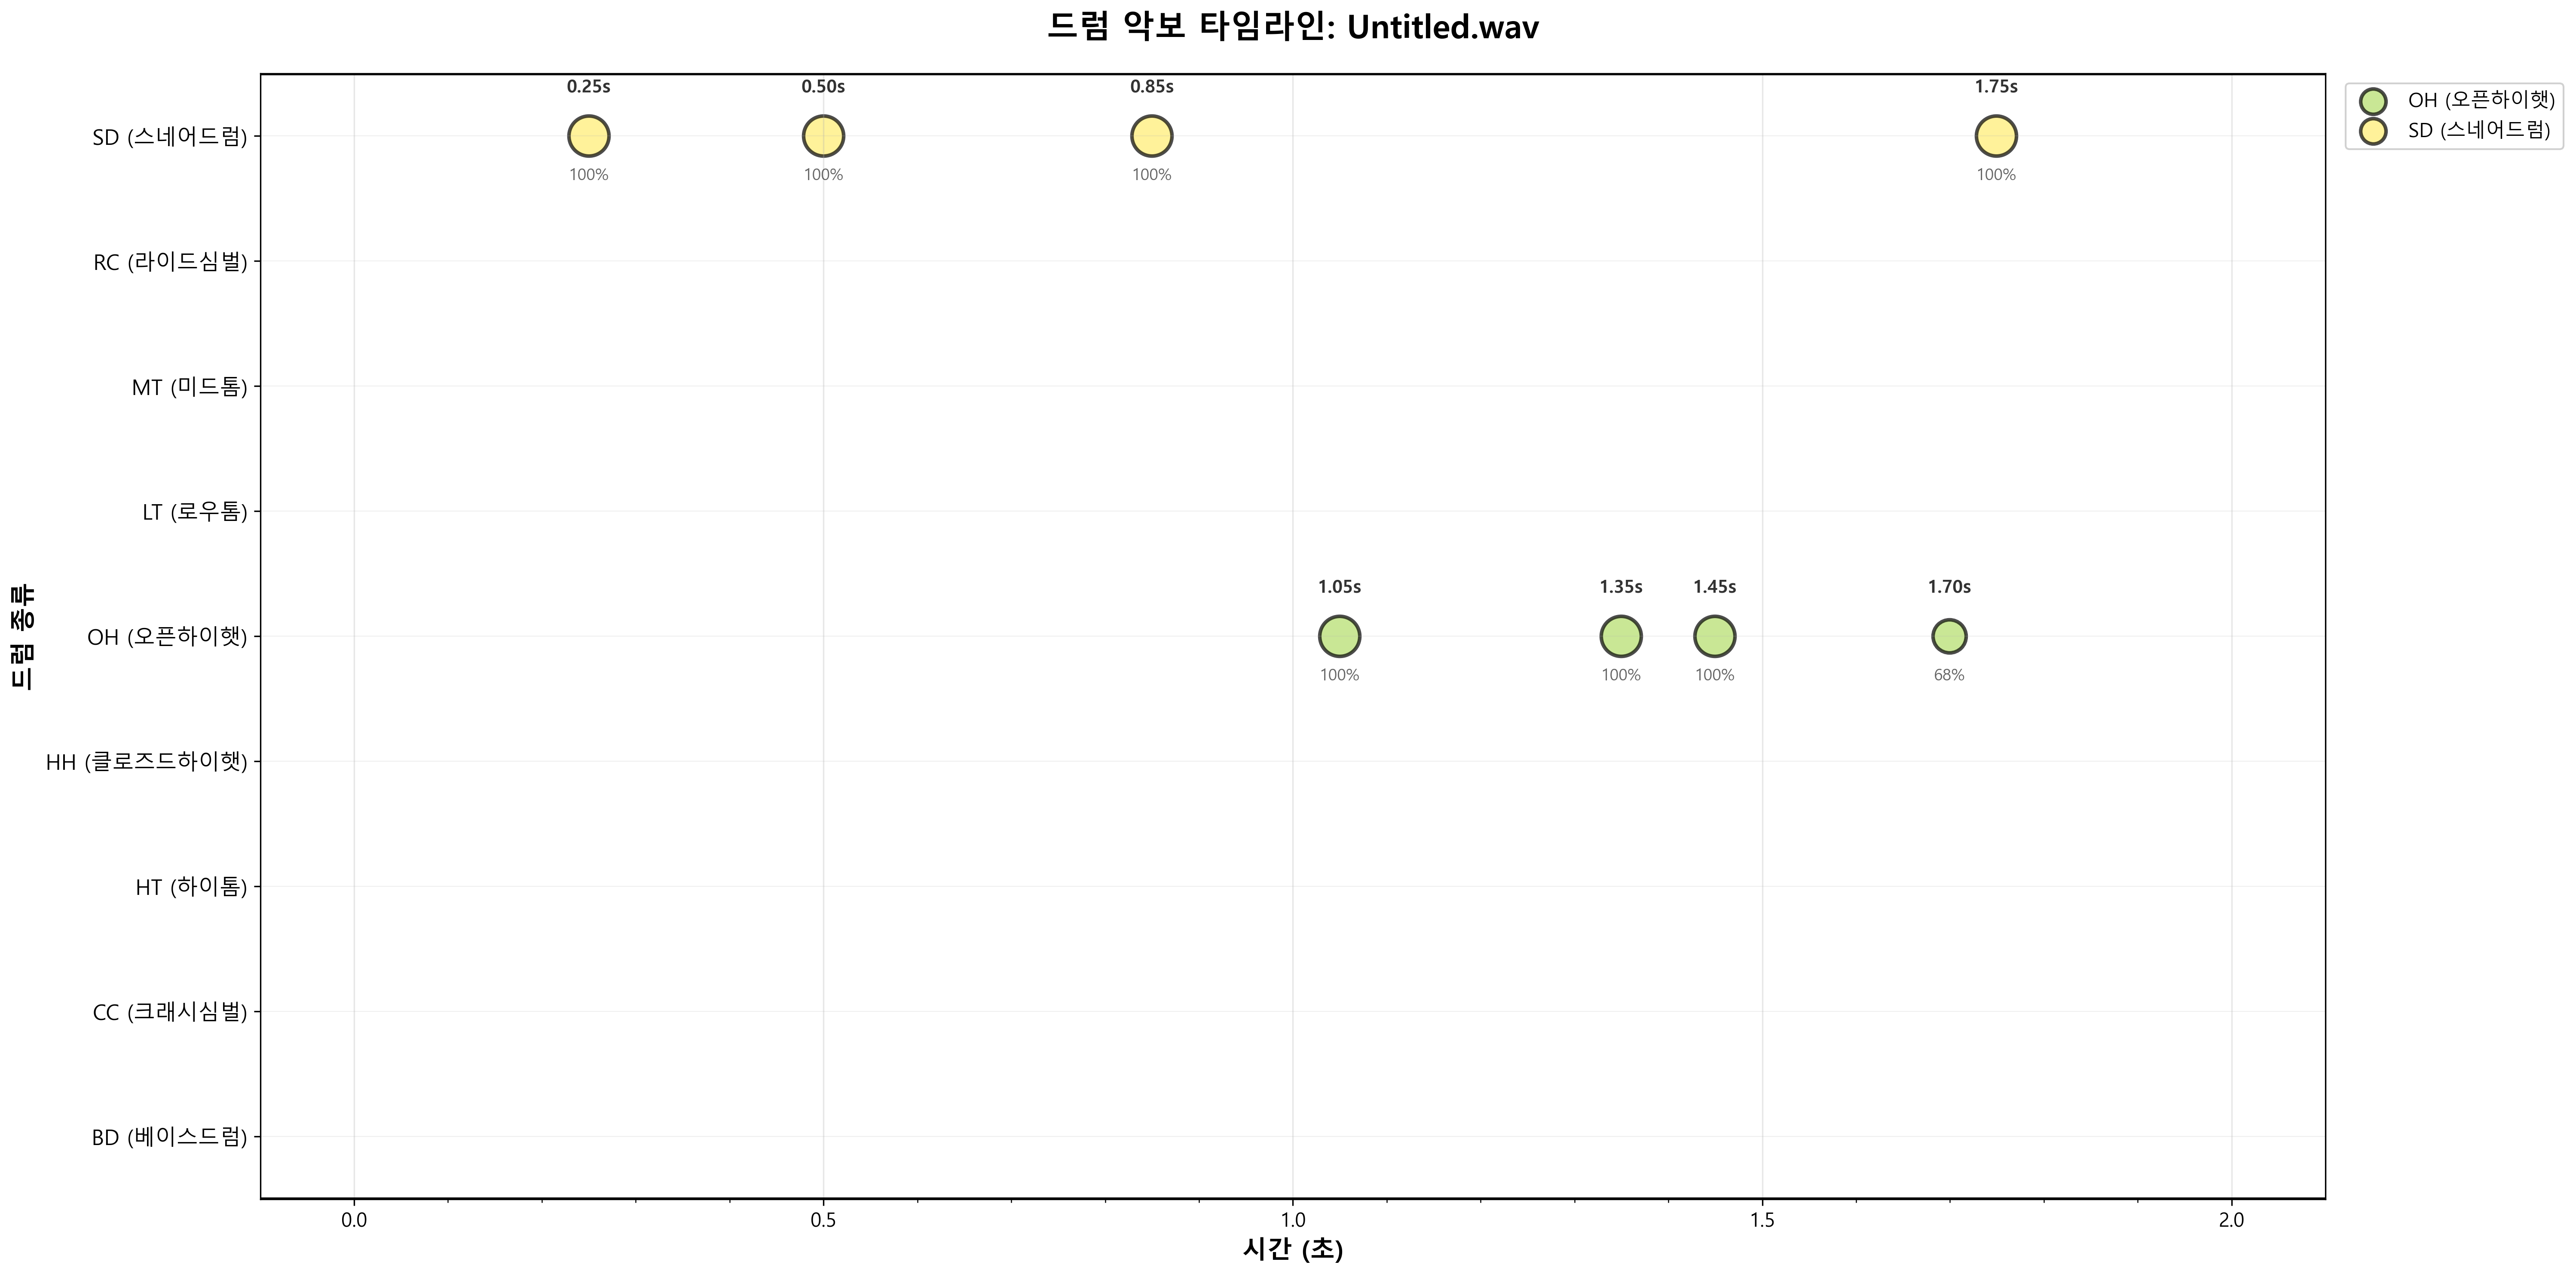 드럼 악보 타임라인: Untitled.wav
0.25s 0.50s 0.85s 1.75s
OH (오픈하이햇)
SD (스네어드럼)
SD (스네어드럼)
100% 100% 100% 100%
RC (라이드심벌)
MT (미드톰)
LT (로우톰)
1.05s 1.35s 1.45s 1.70s
드럼 종류
OH (오픈하이햇)
100% 100% 100% 68%
HH (클로즈드하이햇)
HT (하이톰)
CC (크래시심벌)
BD (베이스드럼)
0.0 0.5 1.0 1.5 2.0
시간 (초)